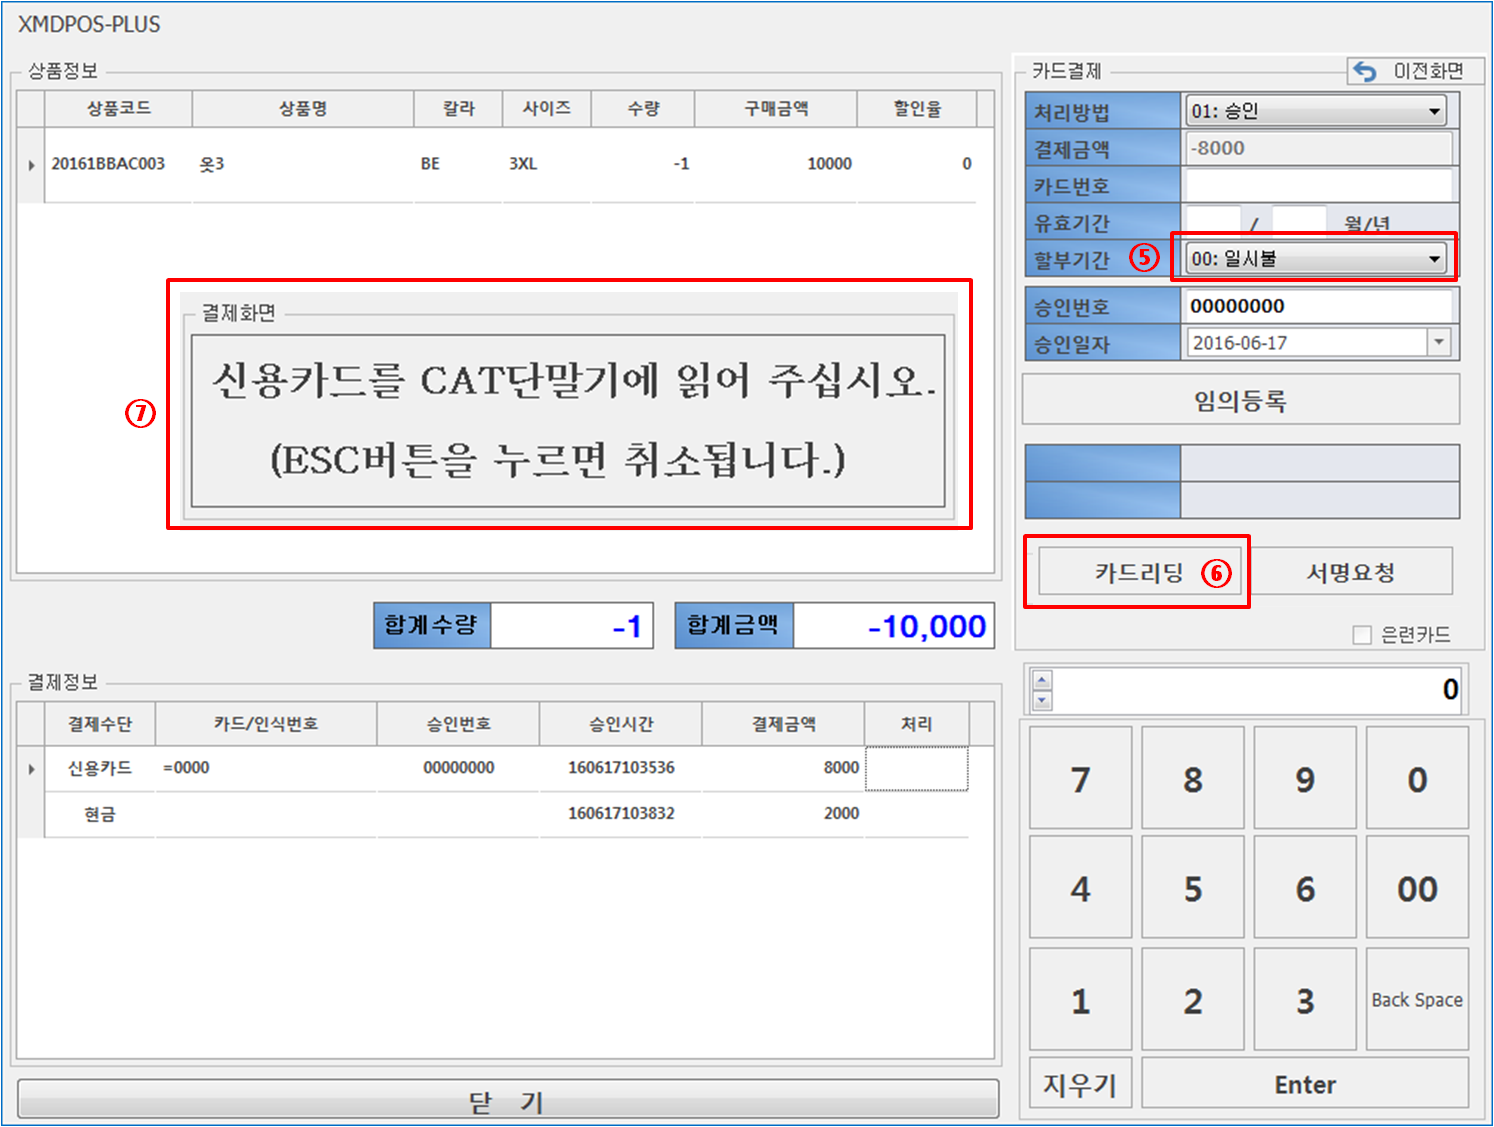 XMDPOS-PLUS
상품정보
상품코드 상품명 칼라 사이즈 수량 구매금액 할인율
20161BBAC003 옷3 BE 3XL -1 10000 0
⑦
결제화면
신용카드를 CAT단말기에 읽어 주십시오.
(ESC버튼을 누르면 취소됩니다.)
합계수량 -1 합계금액 -10,000
결제정보
결제수단 카드/인식번호 승인번호 승인시간 결제금액 처리
신용카드 =0000 00000000 160617103536 8000
현금 160617103832 2000
닫 기
카드결제 이전화면
처리방법 01: 승인
결제금액 -8000
카드번호
유효기간 / 월/년
할부기간 ⑤ 00: 일시불
승인번호 00000000
승인일자 2016-06-17
임의등록
카드리딩 ⑥ 서명요청
은련카드
0
7 8 9 0
4 5 6 00
1 2 3 Back Space
지우기 Enter